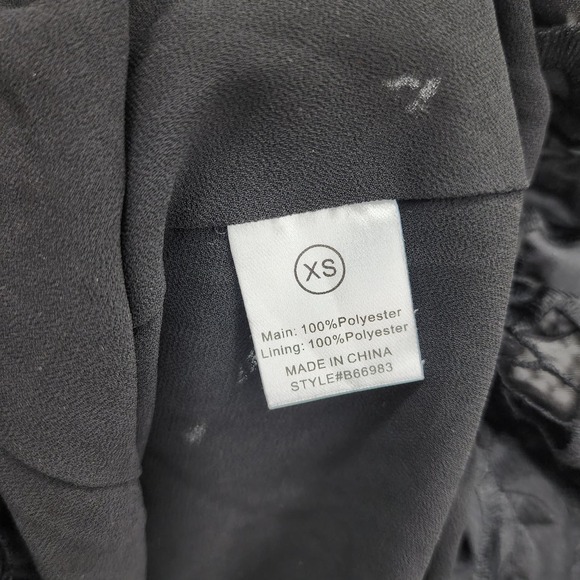 XS
Main: 100%Polyester
Lining: 100%Polyester
MADE IN CHINA
STYLE#B66983